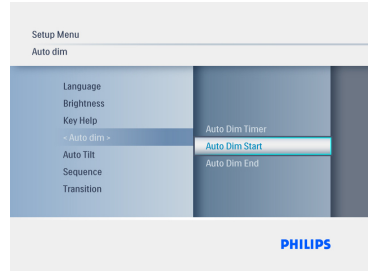 Setup Menu
Auto dim
Language
Brightness
Key Help
< Auto dim >
Auto Tilt
Sequence
Transition
Auto Dim Timer
Auto Dim Start
Auto Dim End
PHILIPS